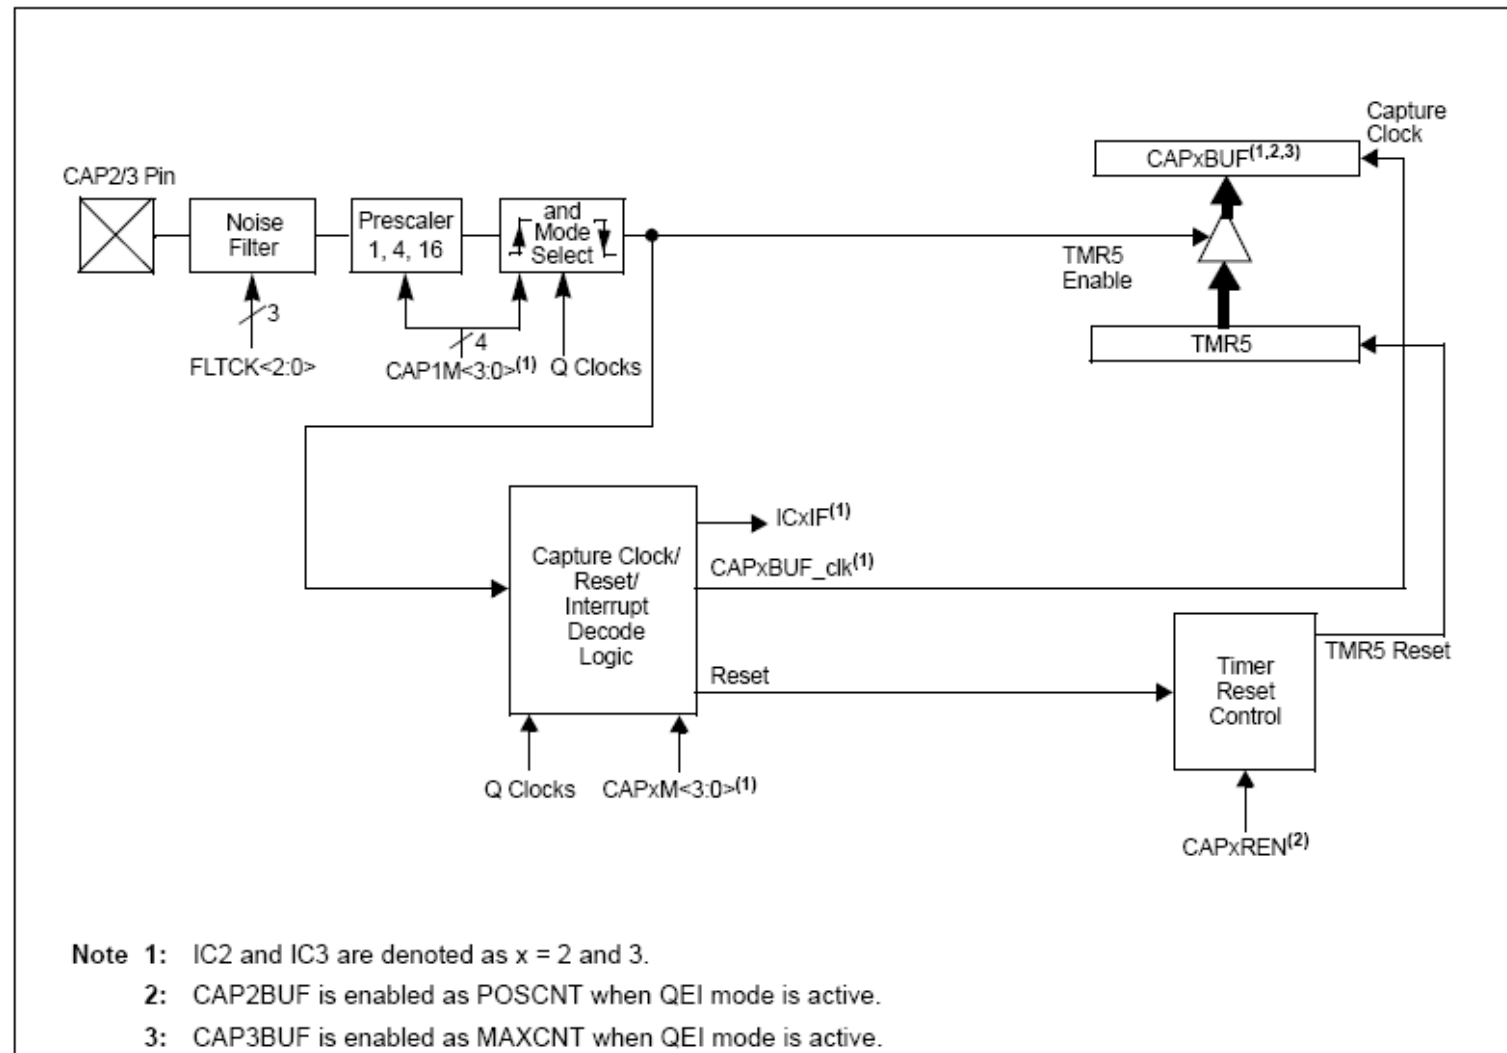 Capture
Clock
CAPxBUF(1,2,3)
CAP2/3 Pin
Noise
Filter
Prescaler
1, 4, 16
and
Mode
Select
TMR5
Enable
3
4
FLTCK<2:0>
CAP1M<3:0>(1)
Q Clocks
TMR5
ICxIF(1)
Capture Clock/
Reset/
Interrupt
Decode
Logic
CAPxBUF_clk(1)
Reset
Timer
Reset
Control
TMR5 Reset
Q Clocks
CAPxM<3:0>(1)
CAPxREN(2)
Note 1: IC2 and IC3 are denoted as x = 2 and 3.
2: CAP2BUF is enabled as POSCNT when QEI mode is active.
3: CAP3BUF is enabled as MAXCNT when QEI mode is active.